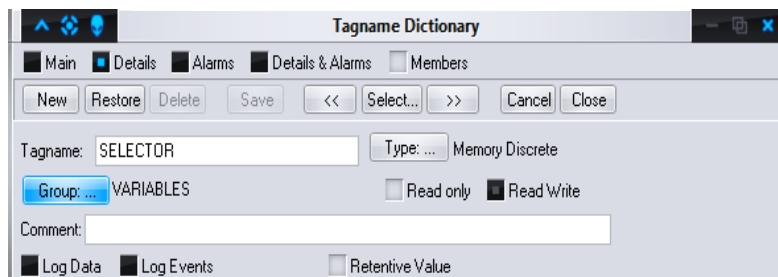 Tagname Dictionary
Main Details Alarms Details & Alarms Members
New Restore Delete Save << Select... >> Cancel Close
Tagname: SELECTOR Type: ... Memory Discrete
Group: ... VARIABLES Read only Read Write
Comment:
Log Data Log Events Retentive Value